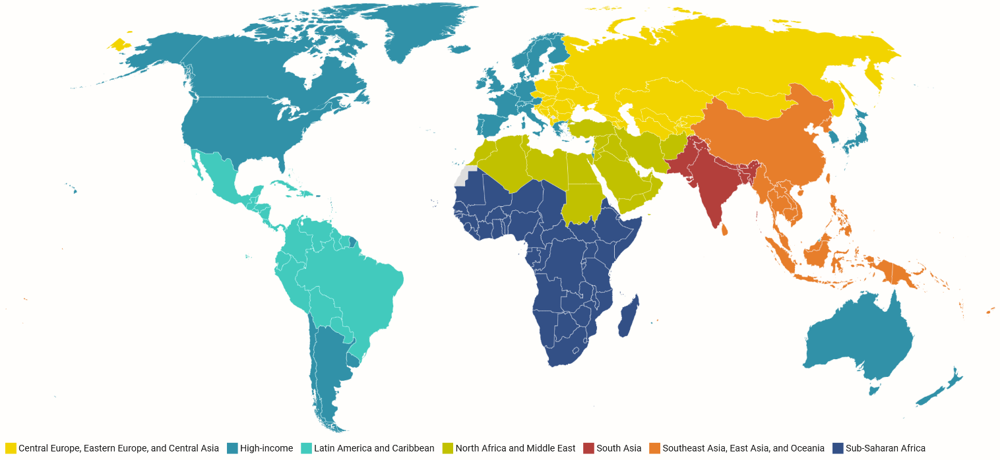 Central Europe, Eastern Europe, and Central Asia High-income Latin America and Caribbean North Africa and Middle East South Asia Southeast Asia, East Asia, and Oceania Sub-Saharan Africa